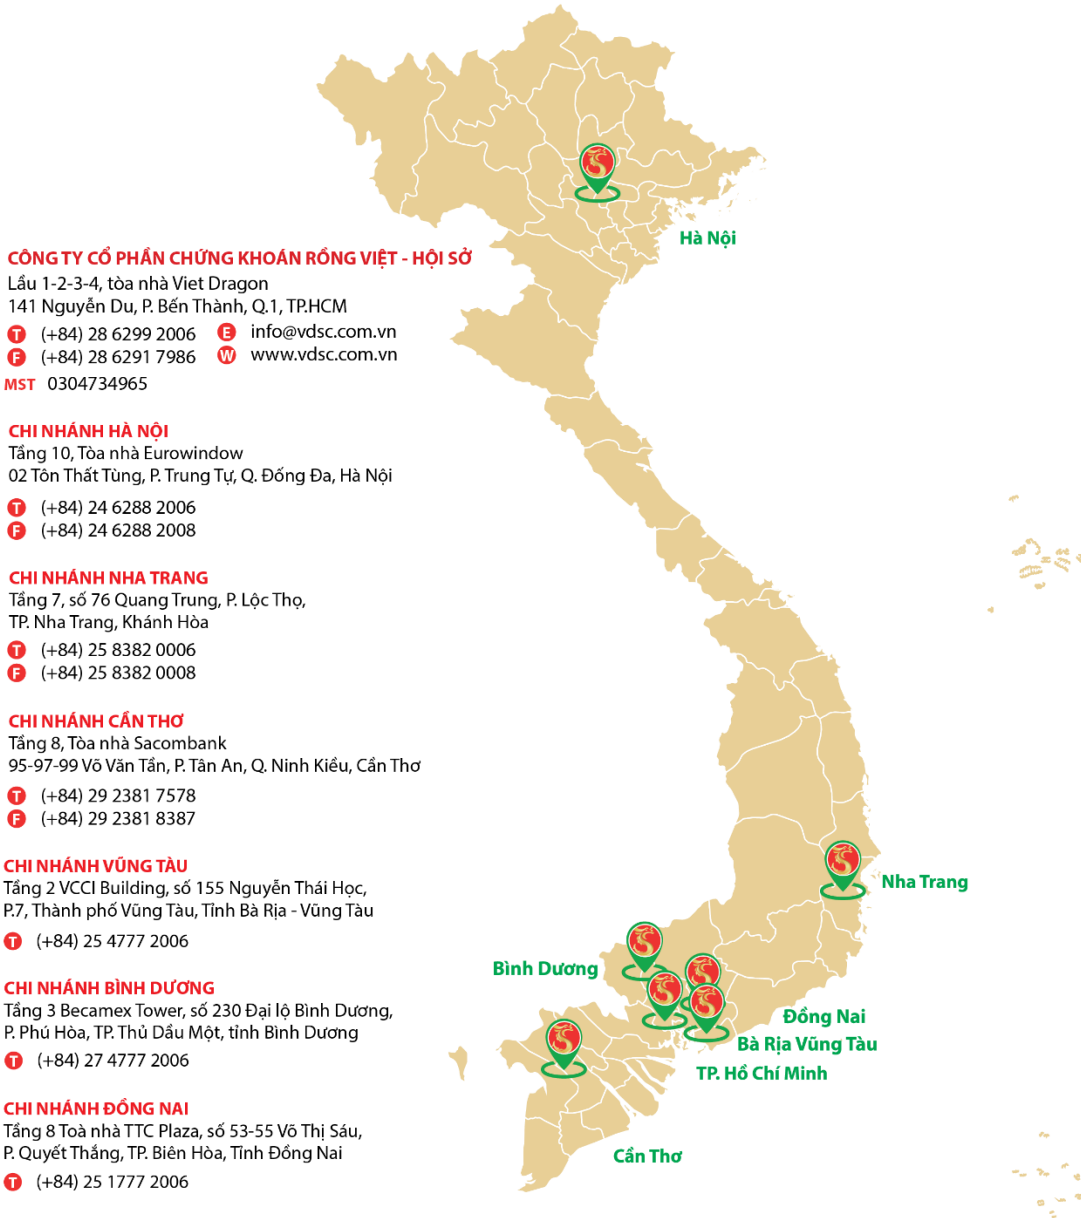 CÔNG TY CỔ PHẦN CHỨNG KHOÁN RỒNG VIỆT - HỘI SỞ
Lầu 1-2-3-4, tòa nhà Viet Dragon
141 Nguyễn Du, P. Bến Thành, Q.1, TP.HCM
T (+84) 28 6299 2006 E info@vdsc.com.vn
F (+84) 28 6291 7986 W www.vdsc.com.vn
MST 0304734965
CHI NHÁNH HÀ NỘI
Tầng 10, Tòa nhà Eurowindow
02 Tôn Thất Tùng, P. Trung Tự, Q. Đống Đa, Hà Nội
T (+84) 24 6288 2006
F (+84) 24 6288 2008
CHI NHÁNH NHA TRANG
Tầng 7, số 76 Quang Trung, P. Lộc Thọ,
TP. Nha Trang, Khánh Hòa
T (+84) 25 8382 0006
F (+84) 25 8382 0008
CHI NHÁNH CẦN THƠ
Tầng 8, Tòa nhà Sacombank
95-97-99 Võ Văn Tần, P. Tân An, Q. Ninh Kiều, Cần Thơ
T (+84) 29 2381 7578
F (+84) 29 2381 8387
CHI NHÁNH VŨNG TÀU
Tầng 2 VCCI Building, số 155 Nguyễn Thái Học,
P.7, Thành phố Vũng Tàu, Tỉnh Bà Rịa - Vũng Tàu
T (+84) 25 4777 2006
CHI NHÁNH BÌNH DƯƠNG
Tầng 3 Becamex Tower, số 230 Đại lộ Bình Dương,
P. Phú Hòa, TP. Thủ Dầu Một, tỉnh Bình Dương
T (+84) 27 4777 2006
CHI NHÁNH ĐỒNG NAI
Tầng 8 Toà nhà TTC Plaza, số 53-55 Võ Thị Sáu,
P. Quyết Thắng, TP. Biên Hòa, Tỉnh Đồng Nai
T (+84) 25 1777 2006
Hà Nội
Nha Trang
Bình Dương
Đồng Nai
Bà Rịa Vũng Tàu
TP. Hồ Chí Minh
Cần Thơ